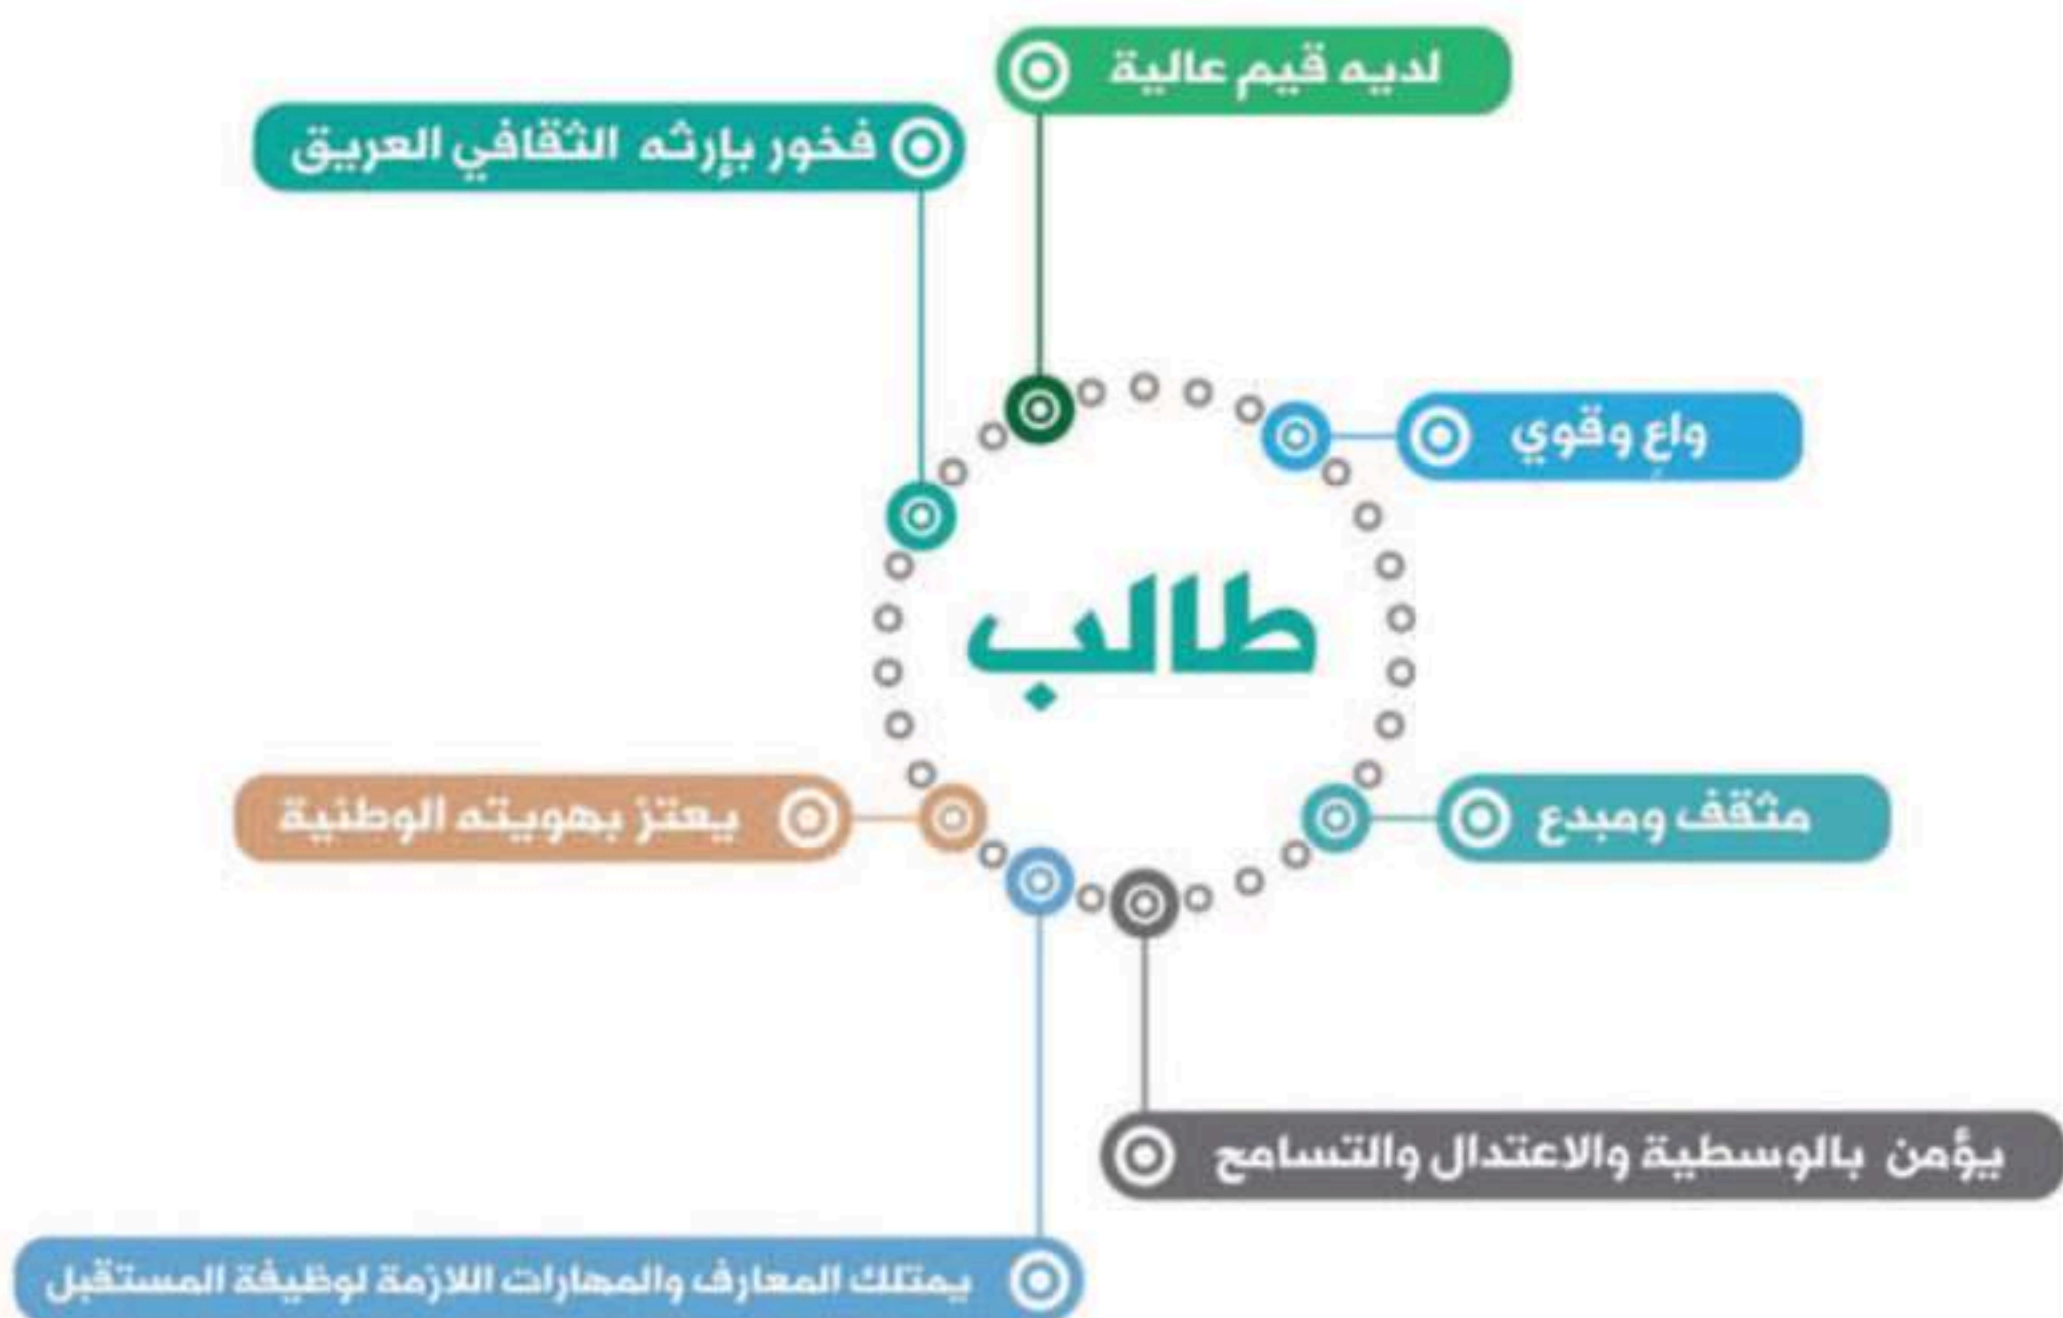 لديه قيم عالية
فخور بإرثه الثقافي العريق
واعٍ وقوي
طالب
مثقف ومبدع
يعتز بهويته الوطنية
يؤمن بالوسطية والاعتدال والتسامح
يمتلك المعارف والمهارات اللازمة لوظيفة المستقبل